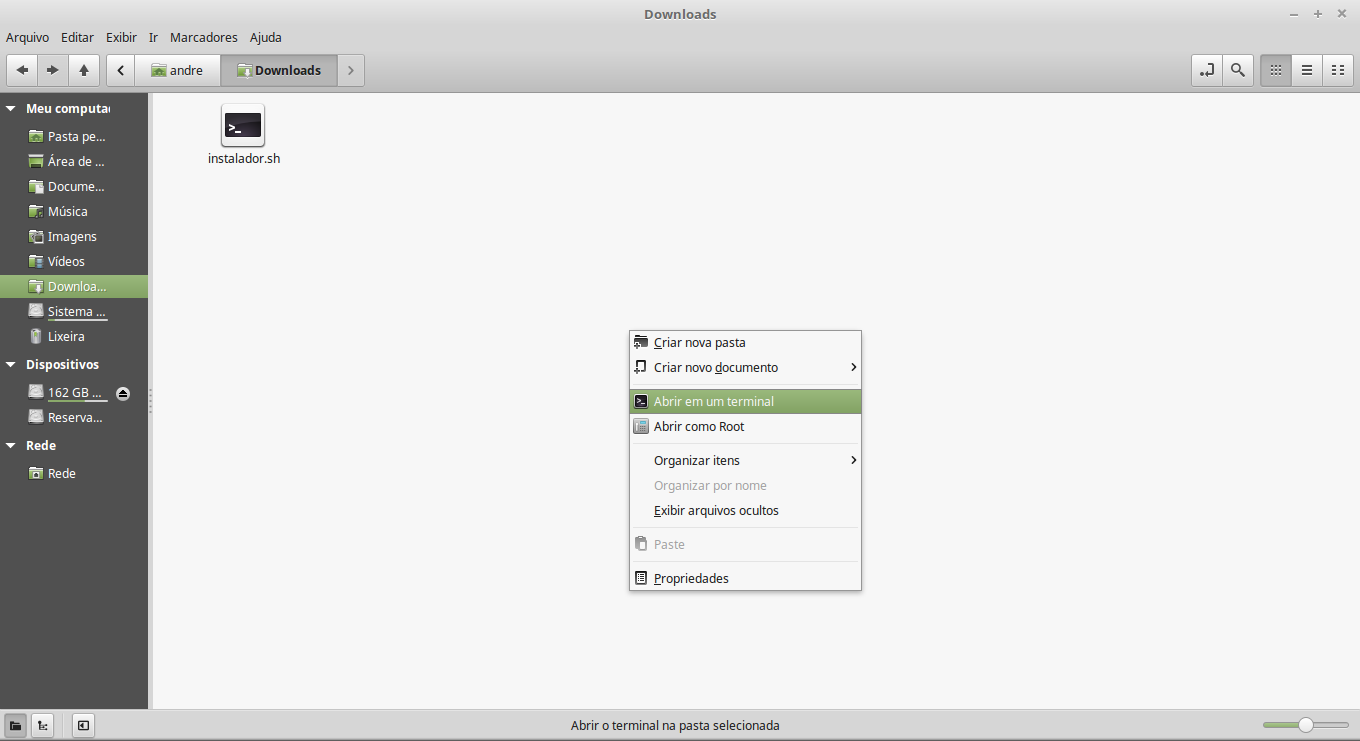 Downloads
Arquivo Editar Exibir Ir Marcadores Ajuda
andre Downloads
Meu computa
Pasta pe...
Área de ...
Docume...
Música
Imagens
Vídeos
Downloa...
Sistema ...
Lixeira
Dispositivos
162 GB ...
Reserva...
Rede
Rede
instalador.sh
Criar nova pasta
Criar novo documento
Abrir em um terminal
Abrir como Root
Organizar itens
Organizar por nome
Exibir arquivos ocultos
Paste
Propriedades
Abrir o terminal na pasta selecionada